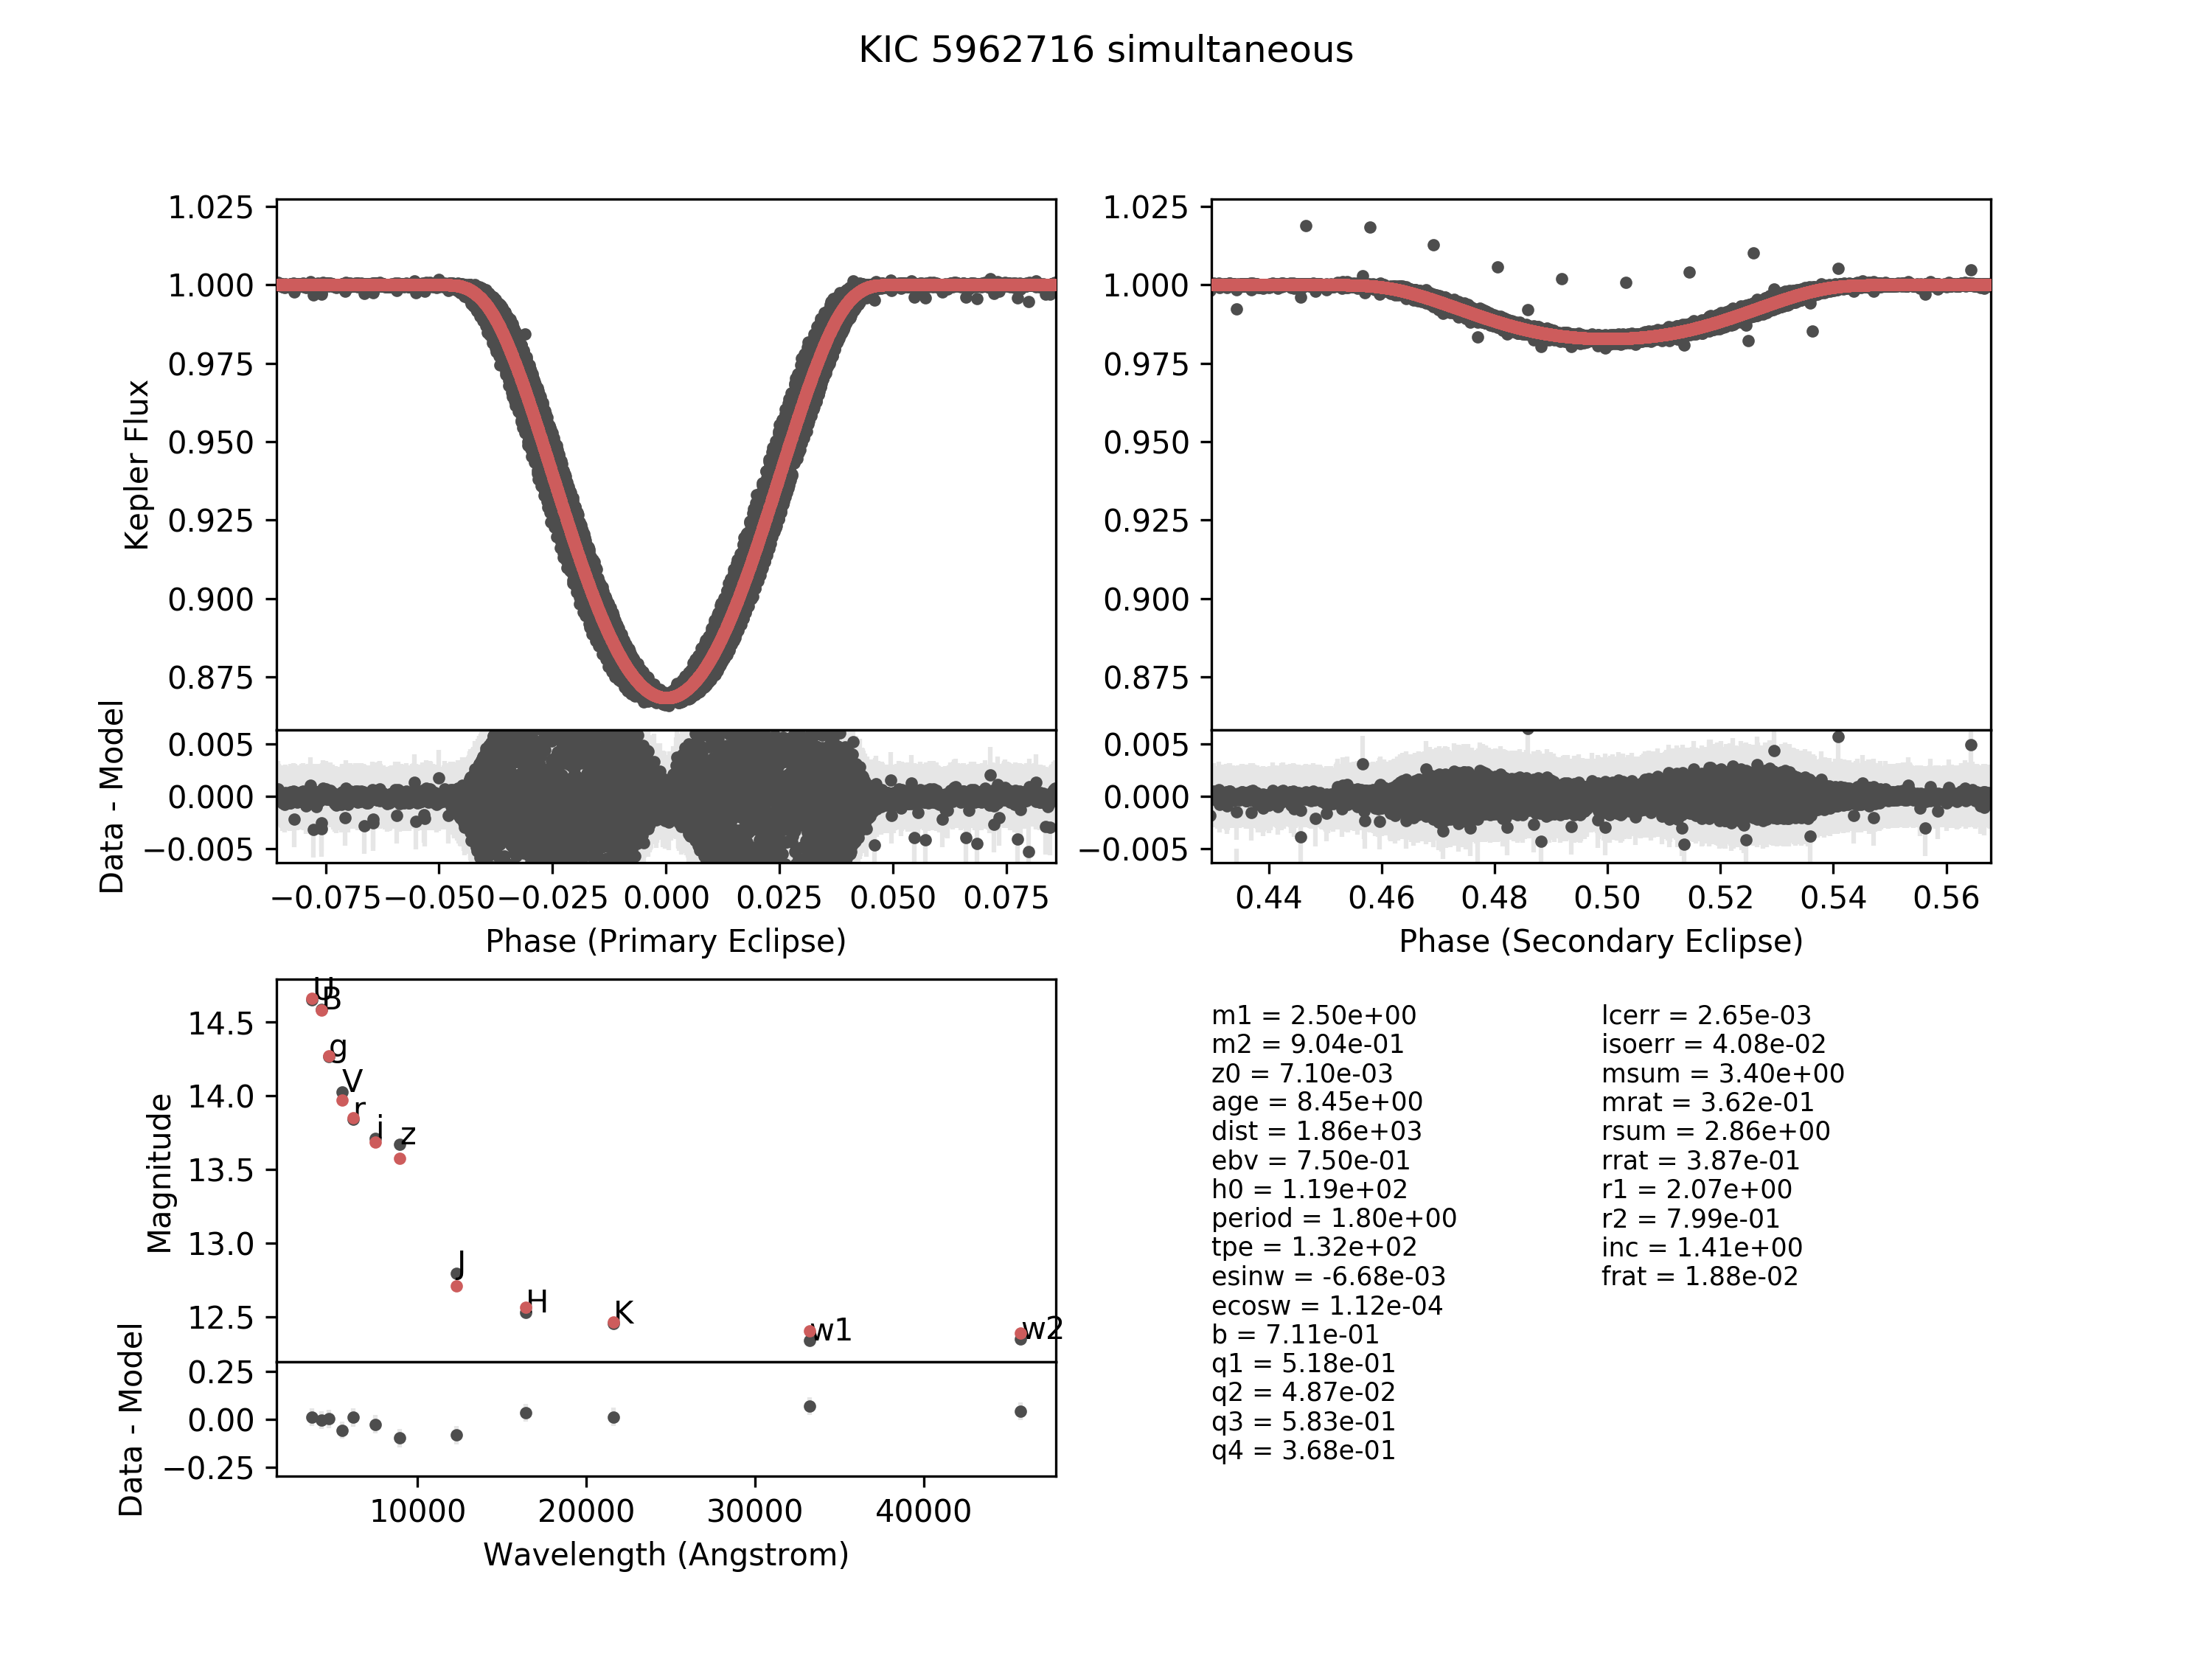 KIC 5962716 simultaneous
1.025
1.000
0.975
0.950
0.925
0.900
0.875
Kepler Flux
0.005
0.000
−0.005
Data - Model
−0.075 −0.050 −0.025 0.000 0.025 0.050 0.075
Phase (Primary Eclipse)
1.025
1.000
0.975
0.950
0.925
0.900
0.875
0.005
0.000
−0.005
0.44 0.46 0.48 0.50 0.52 0.54 0.56
Phase (Secondary Eclipse)
14.5
14.0
13.5
13.0
12.5
Magnitude
U
B
g
V
r
i
z
J
H
K
w1
w2
0.25
0.00
−0.25
Data - Model
10000 20000 30000 40000
Wavelength (Angstrom)
m1 = 2.50e+00
m2 = 9.04e-01
z0 = 7.10e-03
age = 8.45e+00
dist = 1.86e+03
ebv = 7.50e-01
h0 = 1.19e+02
period = 1.80e+00
tpe = 1.32e+02
esinw = -6.68e-03
ecosw = 1.12e-04
b = 7.11e-01
q1 = 5.18e-01
q2 = 4.87e-02
q3 = 5.83e-01
q4 = 3.68e-01
lcerr = 2.65e-03
isoerr = 4.08e-02
msum = 3.40e+00
mrat = 3.62e-01
rsum = 2.86e+00
rrat = 3.87e-01
r1 = 2.07e+00
r2 = 7.99e-01
inc = 1.41e+00
frat = 1.88e-02